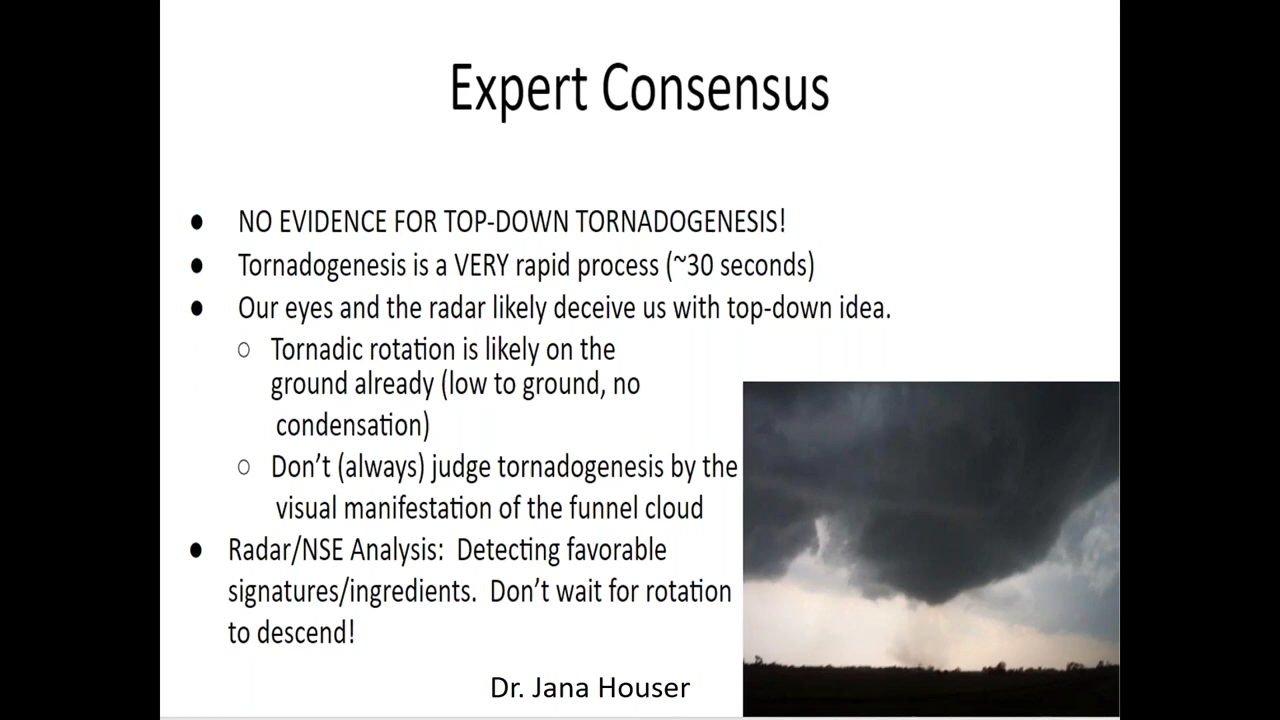 Expert Consensus
● NO EVIDENCE FOR TOP-DOWN TORNADOGENESIS!
● Tornadogenesis is a VERY rapid process (~30 seconds)
● Our eyes and the radar likely deceive us with top-down idea.
○ Tornadic rotation is likely on the
ground already (low to ground, no
condensation)
○ Don’t (always) judge tornadogenesis by the
visual manifestation of the funnel cloud
● Radar/NSE Analysis:  Detecting favorable
signatures/ingredients.  Don’t wait for rotation
to descend!
Dr. Jana Houser